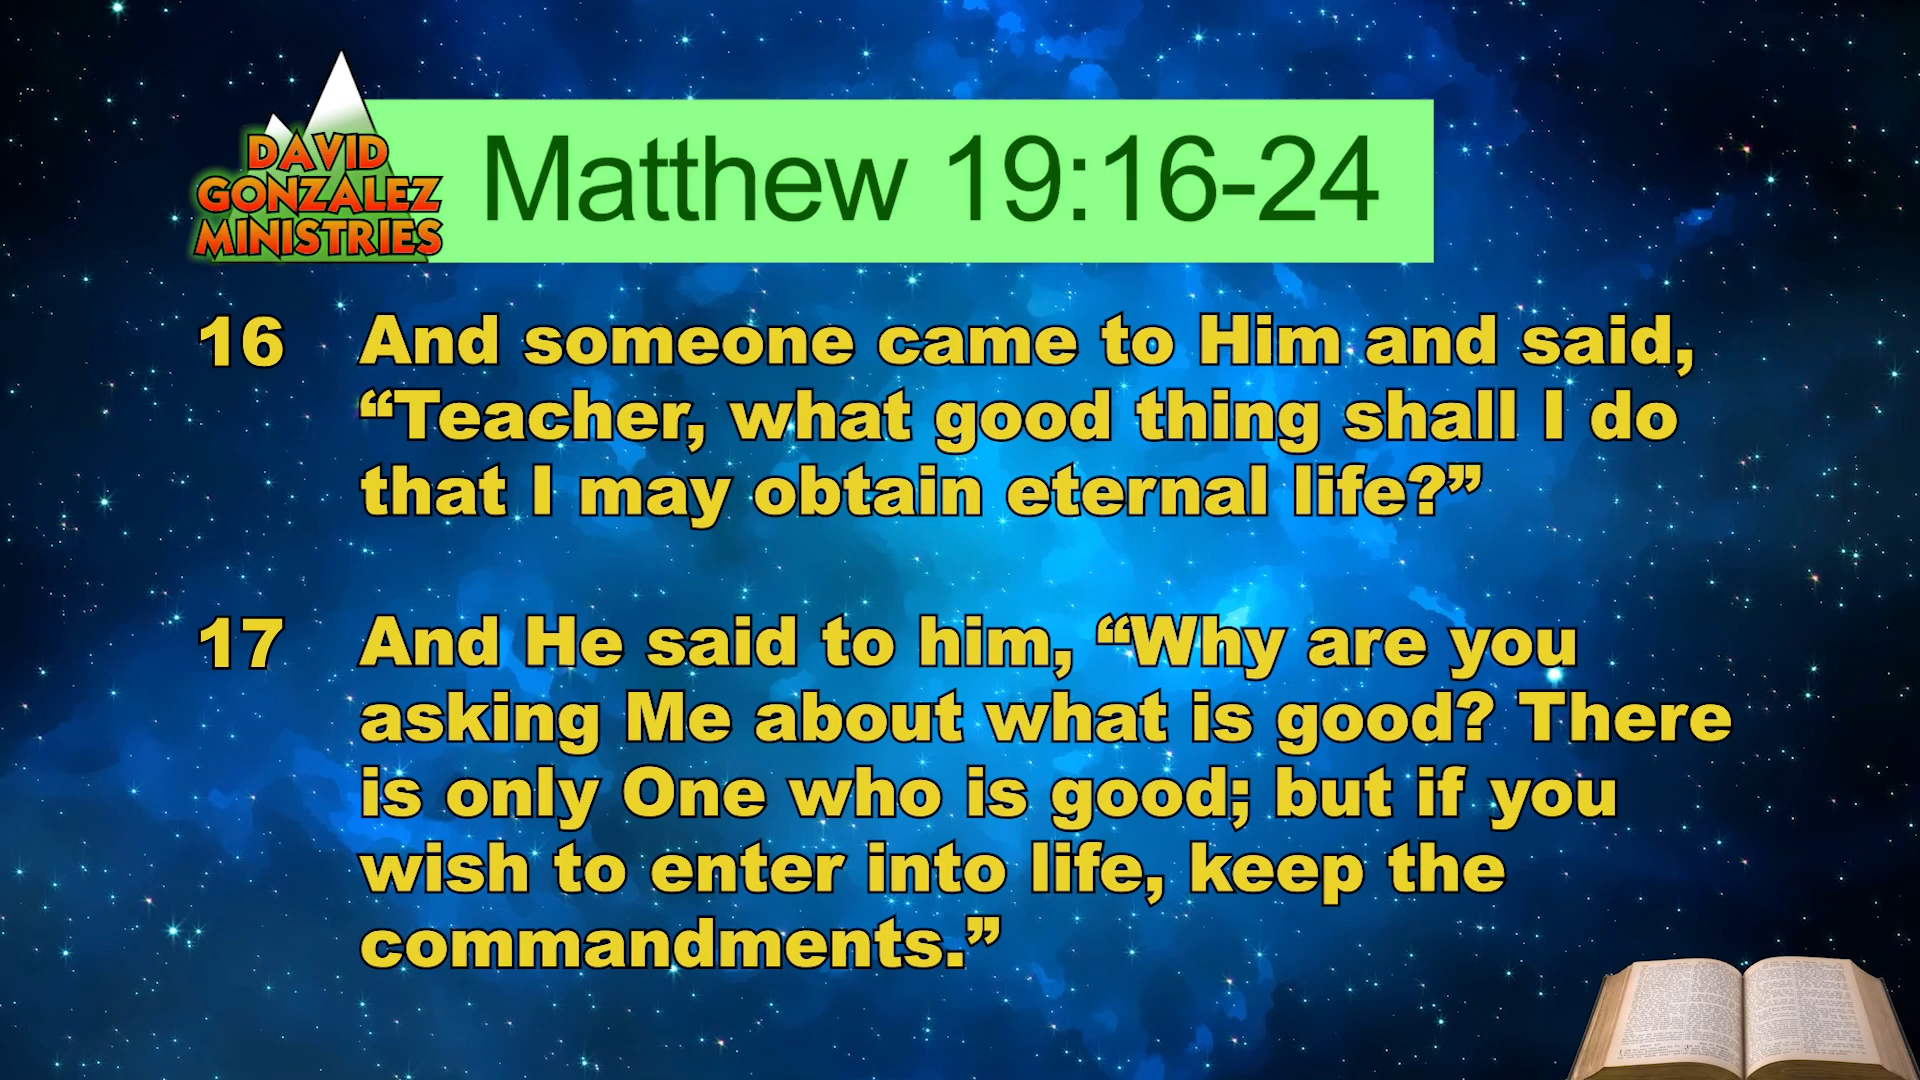 DAVID
GONZALEZ
MINISTRIES
Matthew 19:16-24
16 And someone came to Him and said,
“Teacher, what good thing shall I do
that I may obtain eternal life?”
17 And He said to him, “Why are you
asking Me about what is good? There
is only One who is good; but if you
wish to enter into life, keep the
commandments.”